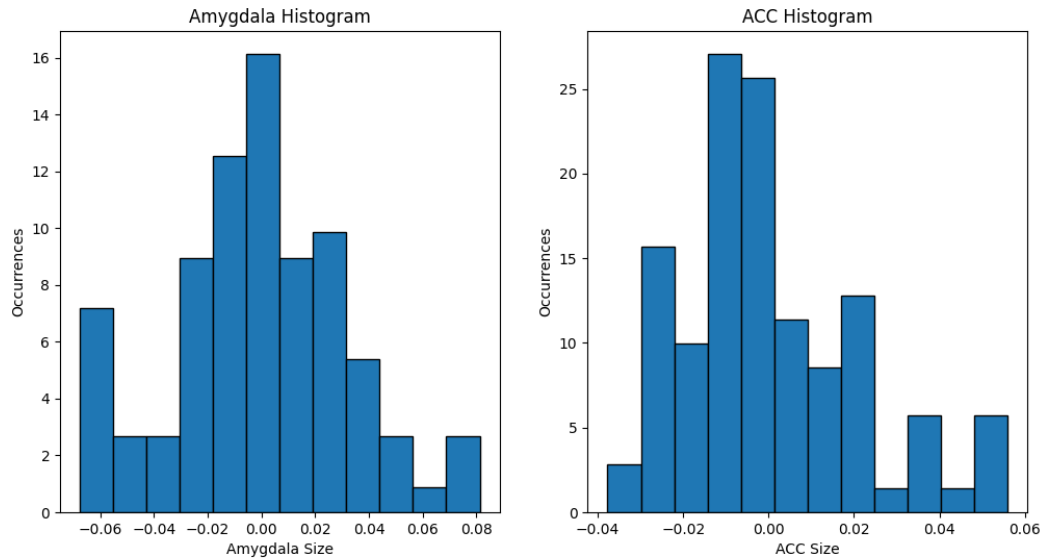 Amygdala Histogram
Occurrences
16
14
12
10
8
6
4
2
0
−0.06 −0.04 −0.02 0.00 0.02 0.04 0.06 0.08
Amygdala Size
ACC Histogram
Occurrences
25
20
15
10
5
0
−0.04 −0.02 0.00 0.02 0.04 0.06
ACC Size